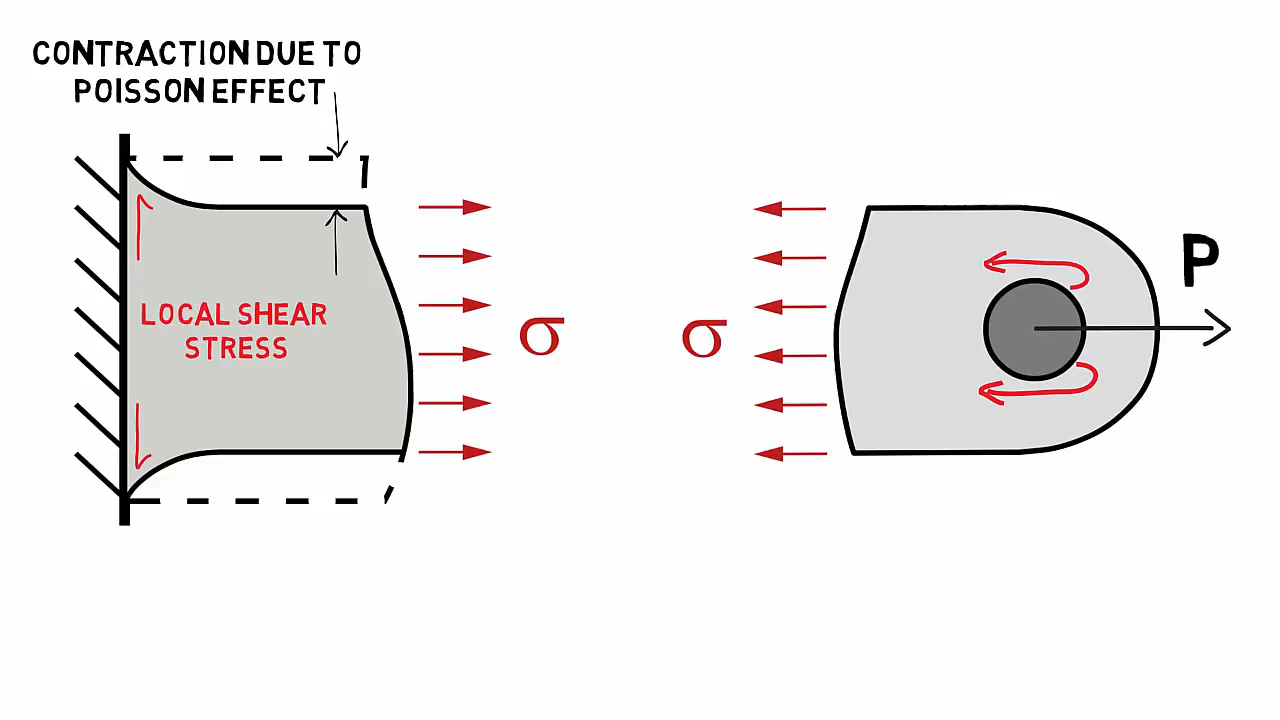 CONTRACTION DUE TO
POISSON EFFECT
LOCAL SHEAR
STRESS
σ
σ
P